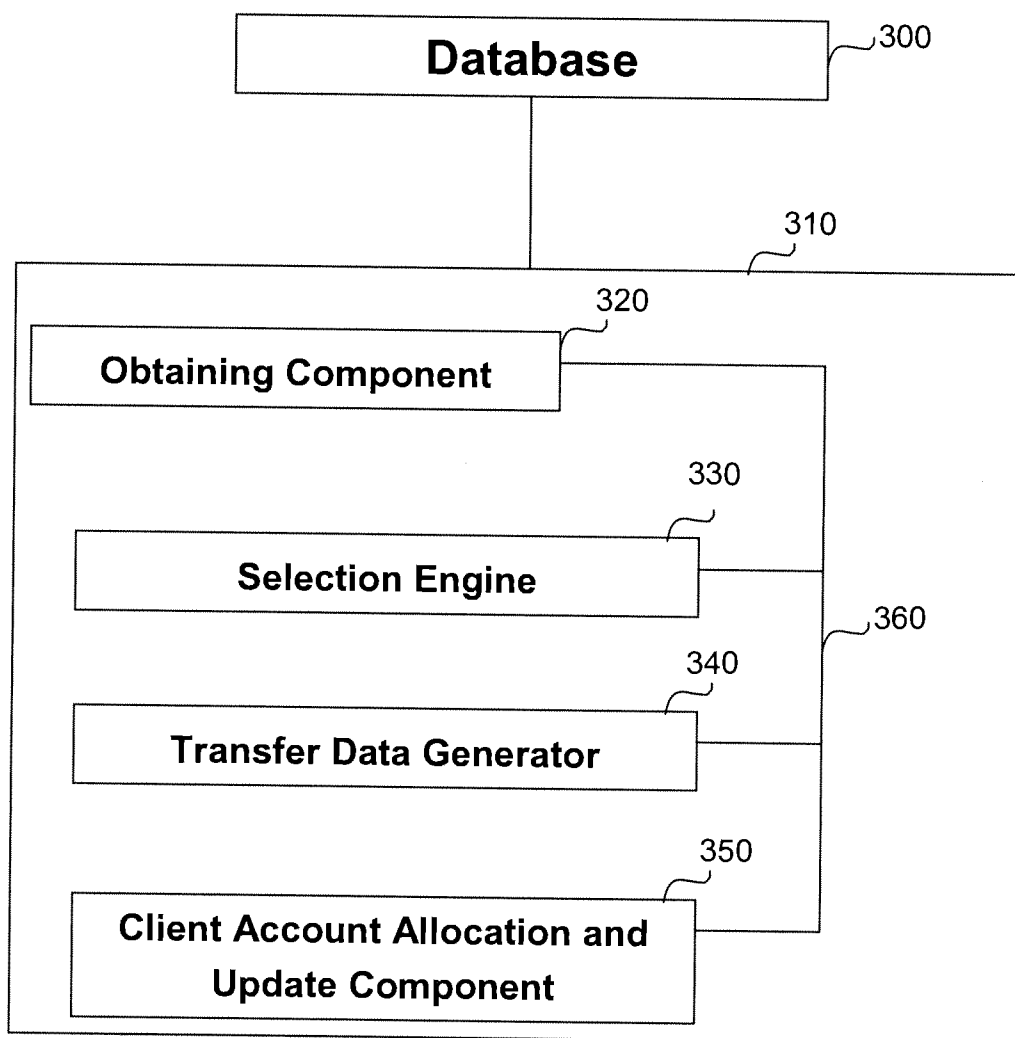 Database
300
310
320
Obtaining Component
330
Selection Engine
360
340
Transfer Data Generator
350
Client Account Allocation and
Update Component